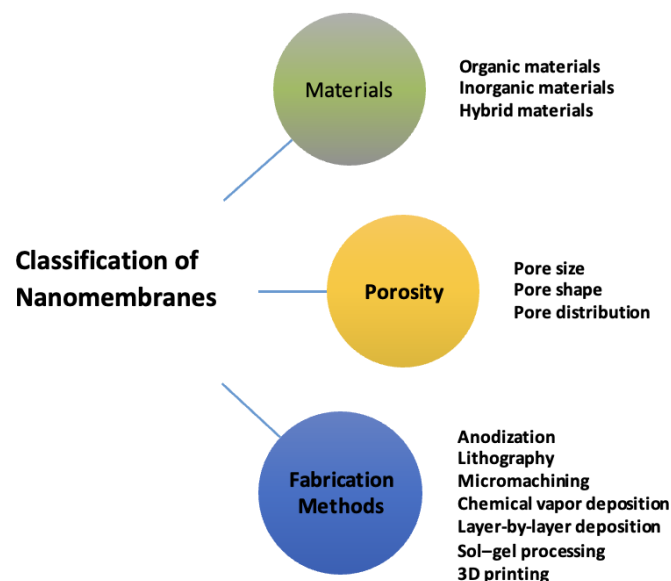 Materials
Organic materials
Inorganic materials
Hybrid materials
Classification of
Nanomembranes
Porosity
Pore size
Pore shape
Pore distribution
Fabrication
Methods
Anodization
Lithography
Micromachining
Chemical vapor deposition
Layer-by-layer deposition
Sol–gel processing
3D printing